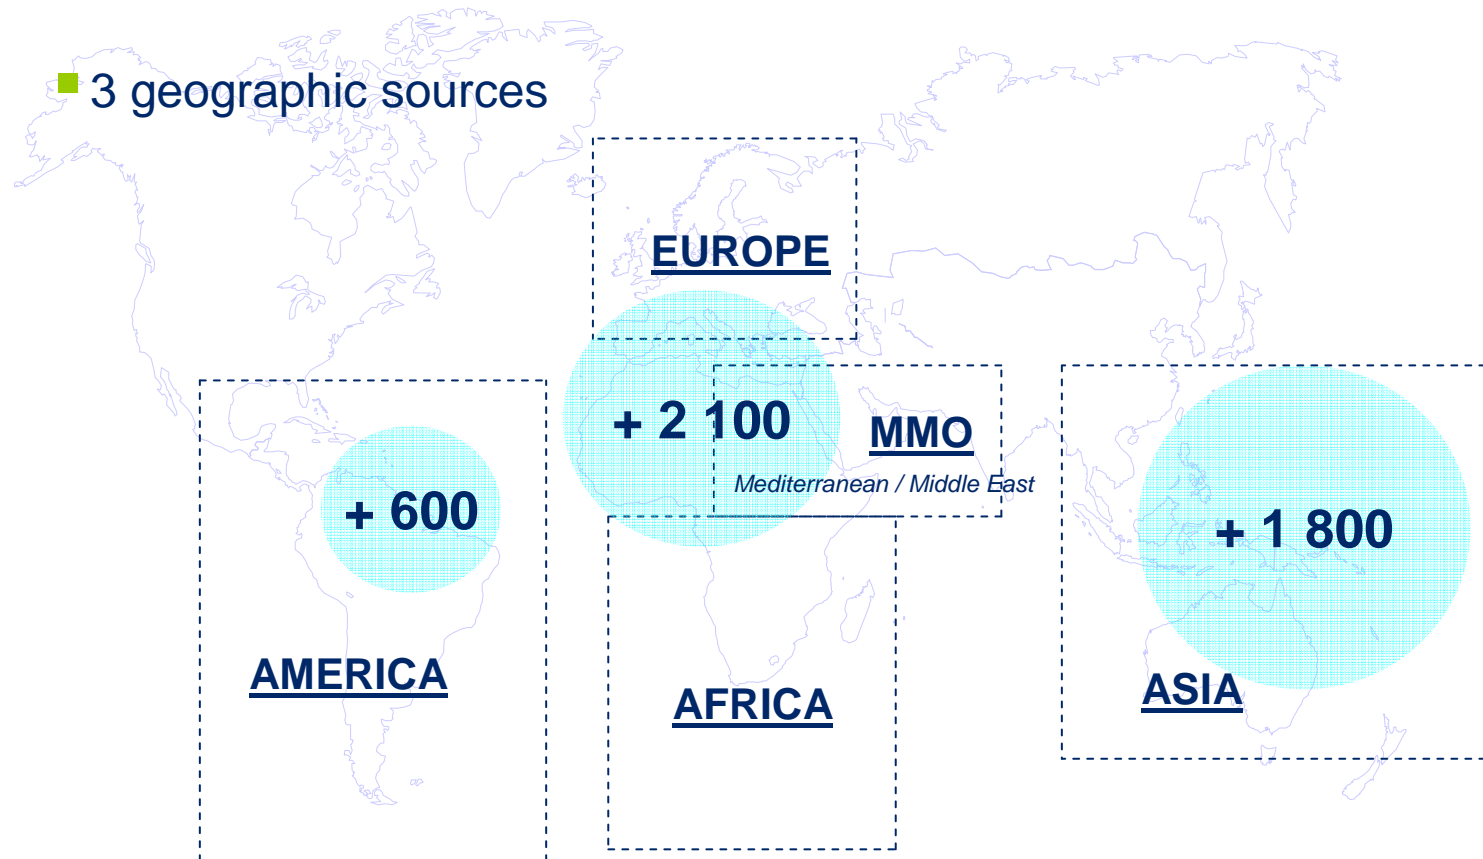 3 geographic sources
EUROPE
+ 2 100
MMO
Mediterranean / Middle East
+ 600
+ 1 800
AMERICA
AFRICA
ASIA